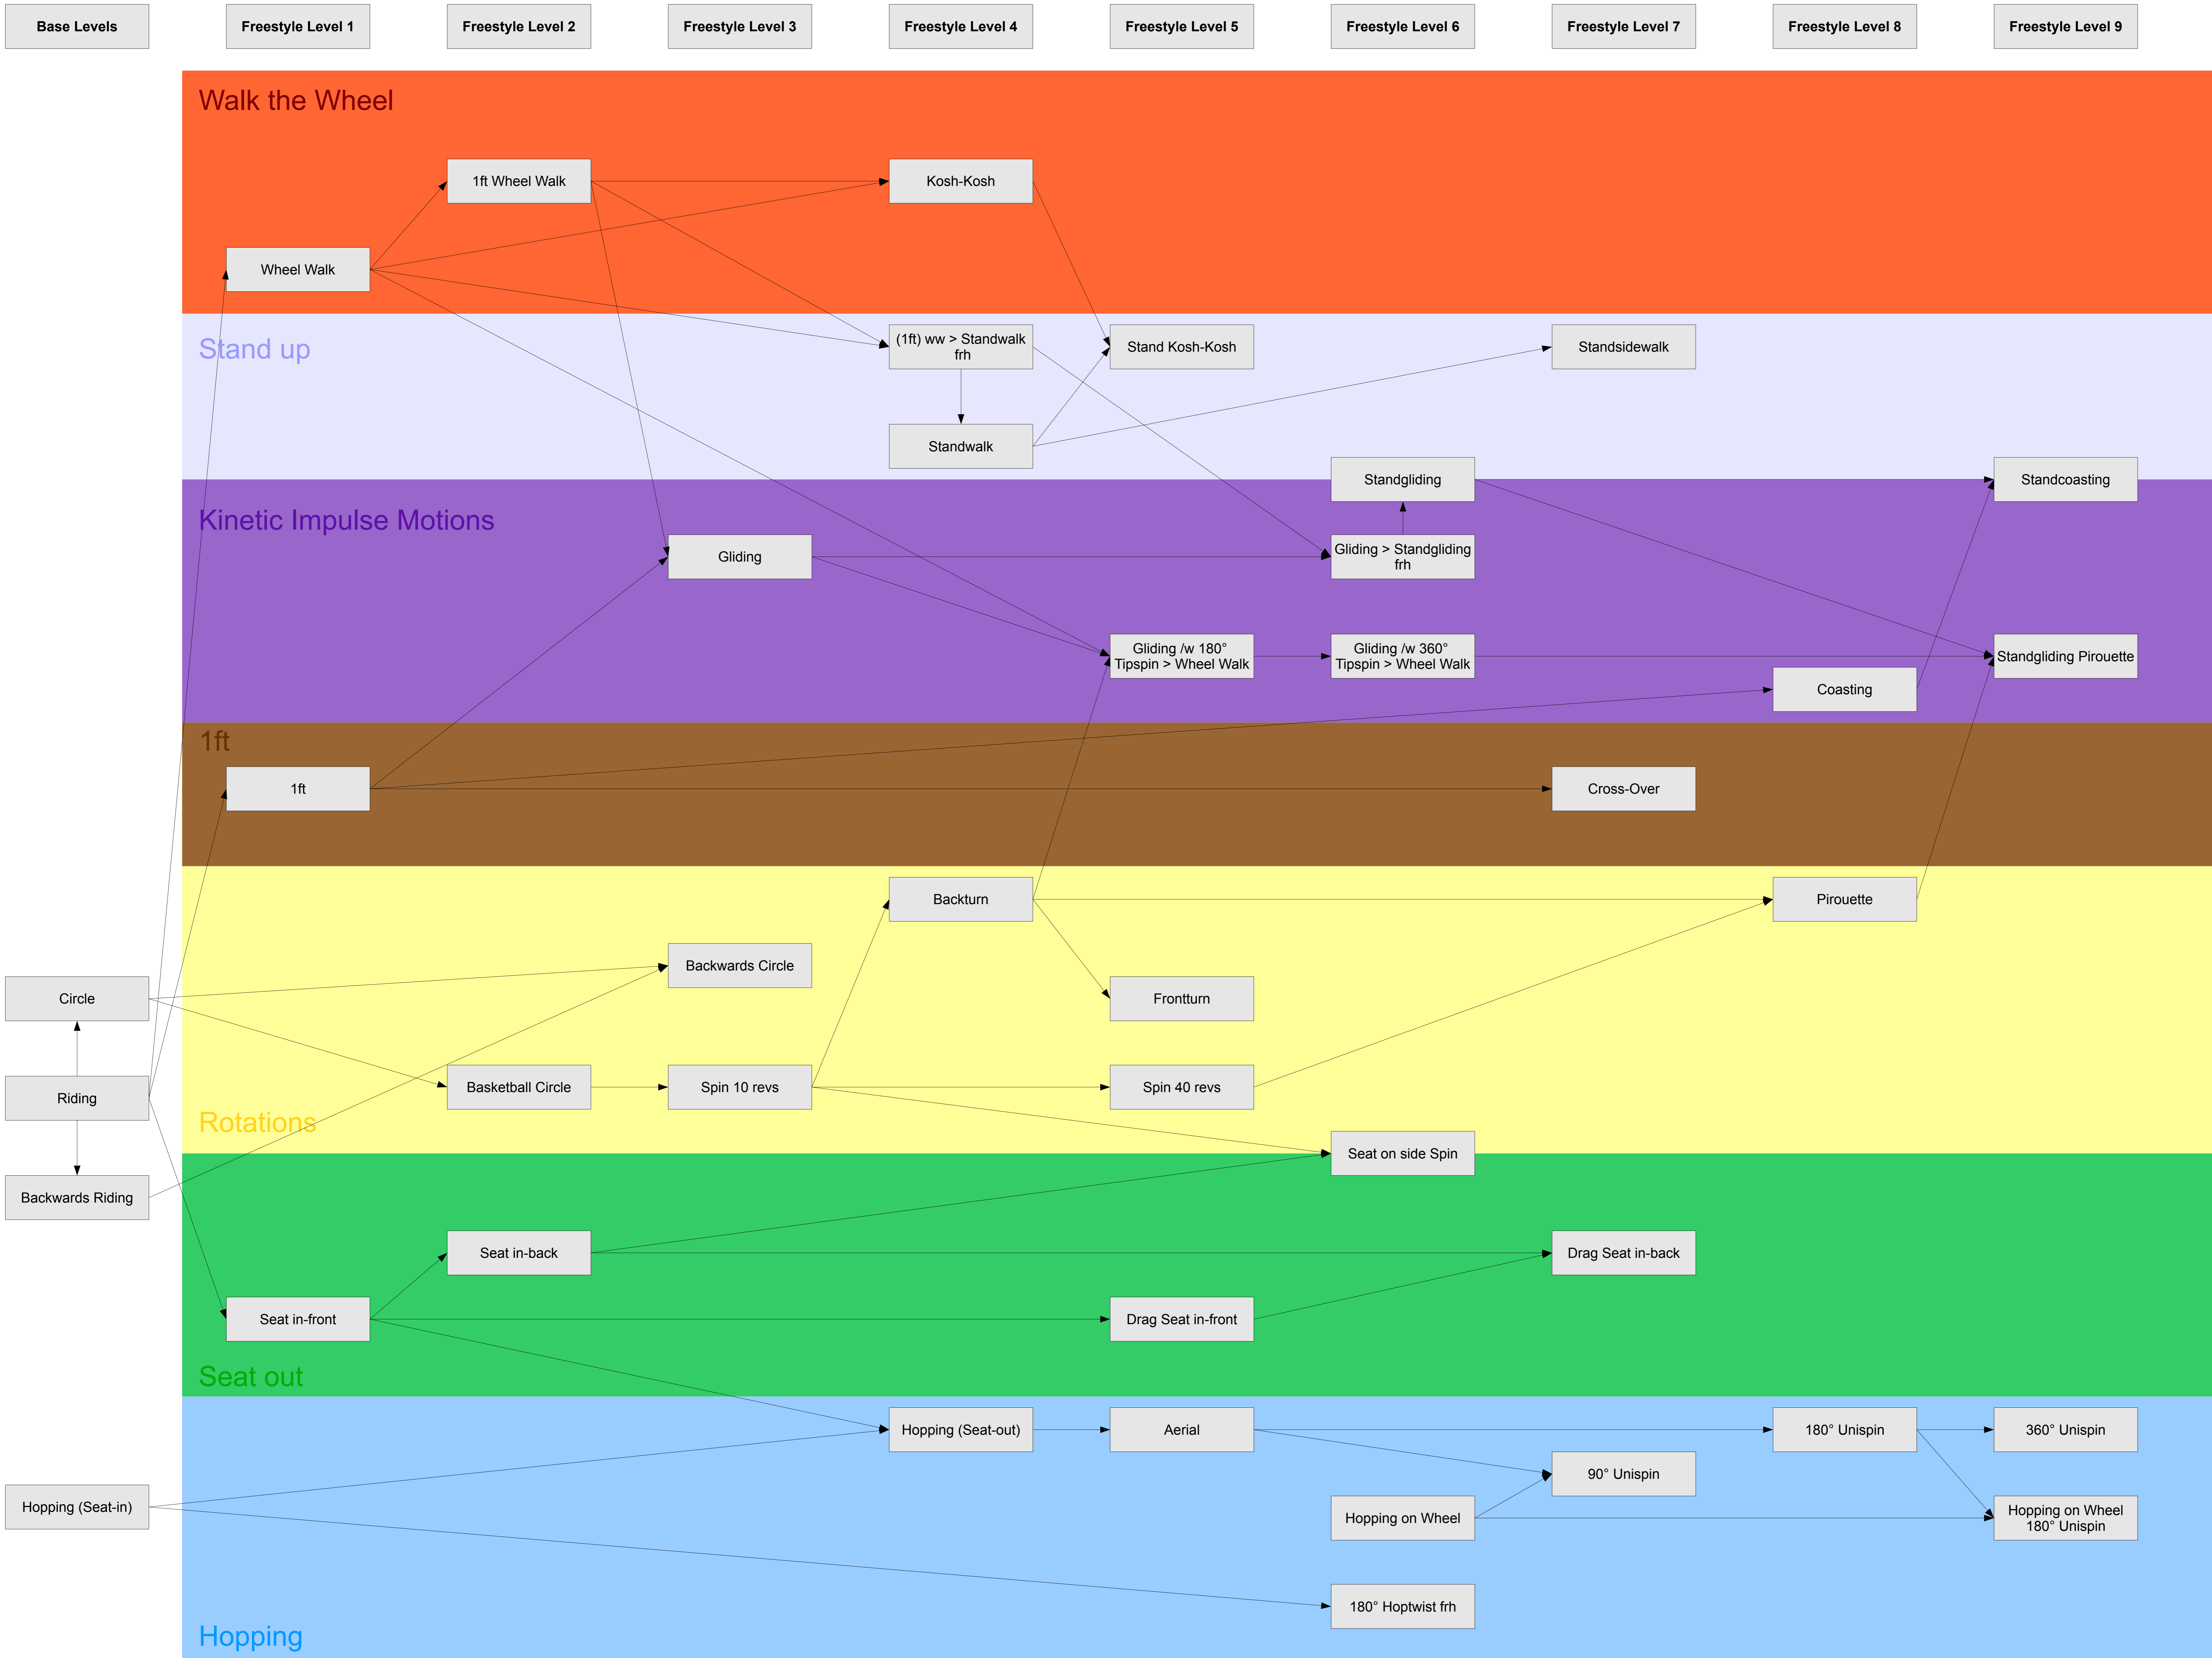 Base Levels
Freestyle Level 1
Freestyle Level 2
Freestyle Level 3
Freestyle Level 4
Freestyle Level 5
Freestyle Level 6
Freestyle Level 7
Freestyle Level 8
Freestyle Level 9
Walk the Wheel
1ft Wheel Walk
Kosh-Kosh
Wheel Walk
Stand up
(1ft) ww > Standwalk
frh
Stand Kosh-Kosh
Standsidewalk
Standwalk
Standgliding
Standcoasting
Kinetic Impulse Motions
Gliding
Gliding > Standgliding
frh
Gliding /w 180°
Tipspin > Wheel Walk
Gliding /w 360°
Tipspin > Wheel Walk
Standgliding Pirouette
Coasting
1ft
1ft
Cross-Over
Backturn
Pirouette
Backwards Circle
Circle
Frontturn
Basketball Circle
Spin 10 revs
Spin 40 revs
Riding
Rotations
Seat on side Spin
Backwards Riding
Seat in-back
Drag Seat in-back
Seat in-front
Drag Seat in-front
Seat out
Hopping (Seat-out)
Aerial
180° Unispin
360° Unispin
90° Unispin
Hopping (Seat-in)
Hopping on Wheel
Hopping on Wheel
180° Unispin
180° Hoptwist frh
Hopping